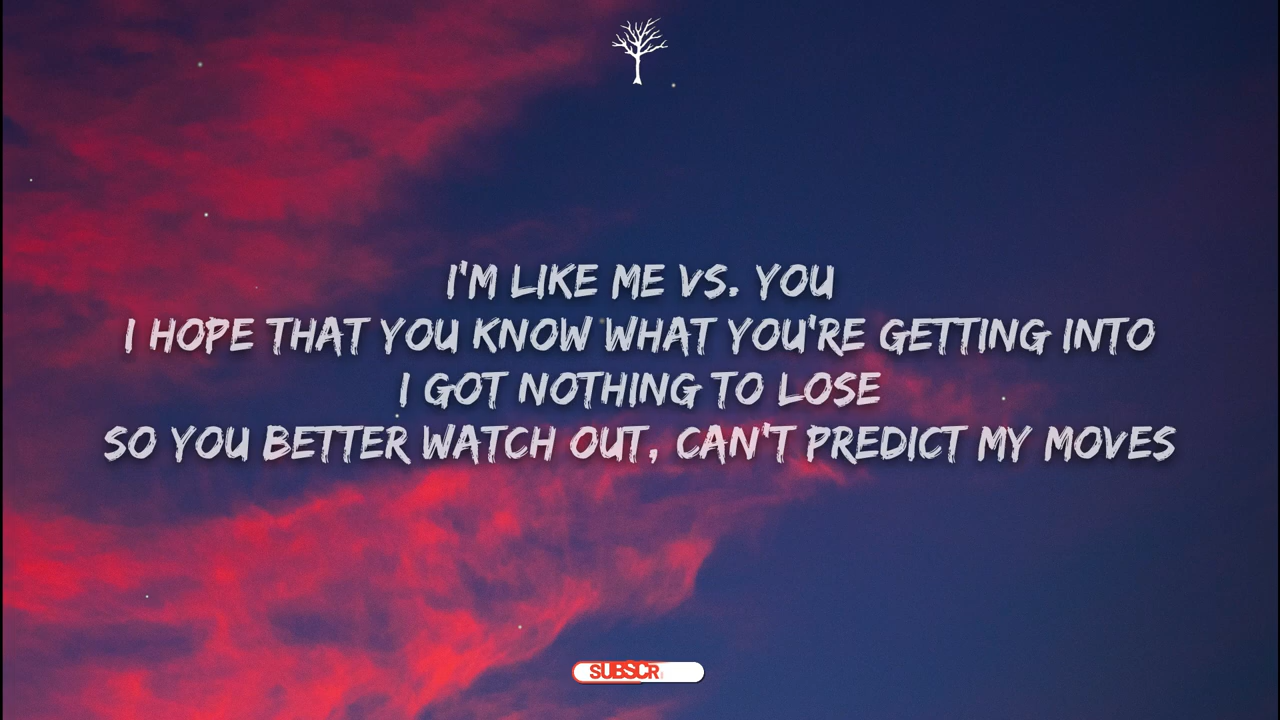 I'M LIKE ME VS. YOU
I HOPE THAT YOU KNOW WHAT YOU'RE GETTING INTO
I GOT NOTHING TO LOSE
SO YOU BETTER WATCH OUT, CAN'T PREDICT MY MOVES
SUBSCR